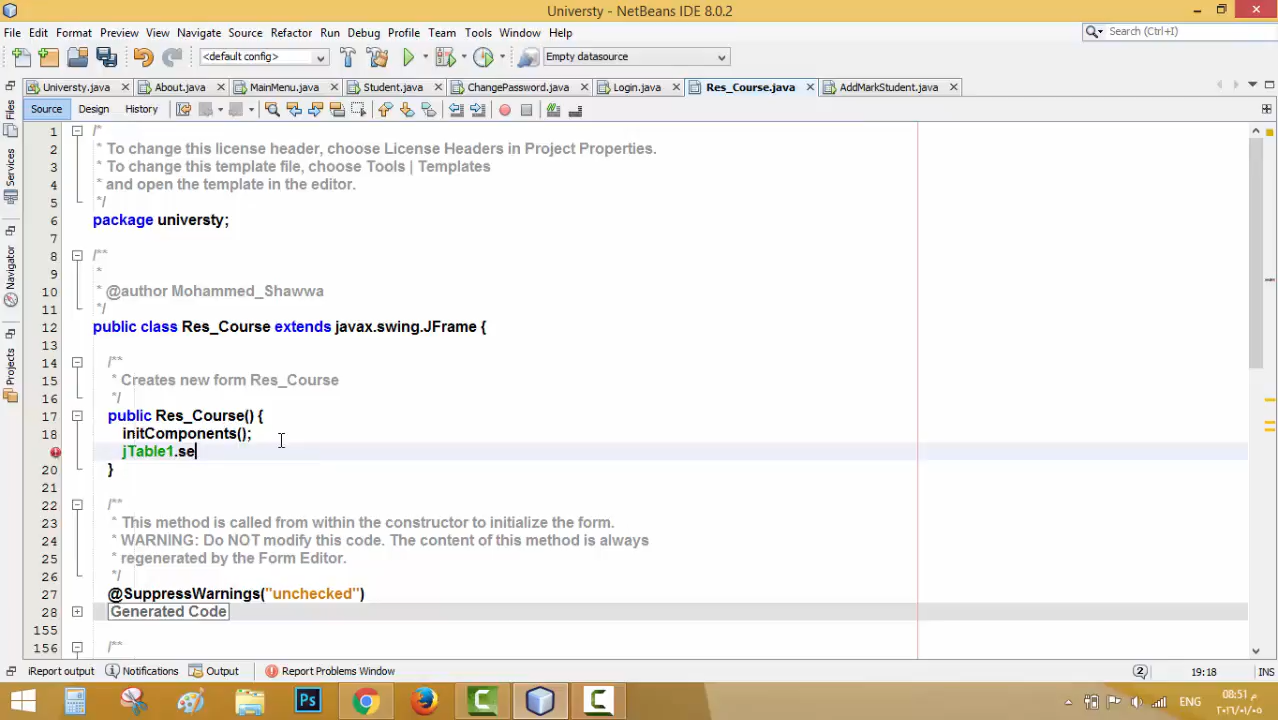 Universty - NetBeans IDE 8.0.2
File Edit Format Preview View Navigate Source Refactor Run Debug Profile Team Tools Window Help
Search (Ctrl+I)
<default config>
Empty datasource
Universty.java
About.java
MainMenu.java
Student.java
ChangePassword.java
Login.java
Res_Course.java
AddMarkStudent.java
Source Design History
Files
Services
Navigator
Projects
1 /*
2 * To change this license header, choose License Headers in Project Properties.
3 * To change this template file, choose Tools | Templates
4 * and open the template in the editor.
5 */
6 package universty;
7
8 /**
9 *
10 * @author Mohammed_Shawwa
11 */
12 public class Res_Course extends javax.swing.JFrame {
13
14 /**
15 * Creates new form Res_Course
16 */
17 public Res_Course() {
18 initComponents();
jTable1.se
20 }
21
22 /**
23 * This method is called from within the constructor to initialize the form.
24 * WARNING: Do NOT modify this code. The content of this method is always
25 * regenerated by the Form Editor.
26 */
27 @SuppressWarnings("unchecked")
28 Generated Code
155
156 /**
iReport output
Notifications
Output
Report Problems Window
2
19:18
INS
Ps
ENG
08:51 م
٢٠١٦/٠١/٠٥